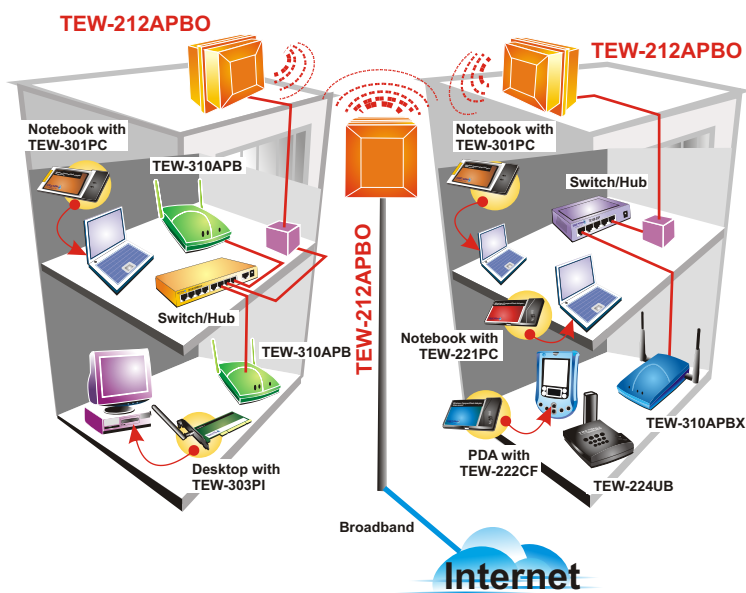 TEW-212APBO
TEW-212APBO
Notebook with
TEW-301PC
TEW-310APB
Notebook with
TEW-301PC
Switch/Hub
TEW-212APBO
Switch/Hub
TEW-310APB
Notebook with
TEW-221PC
Desktop with
TEW-303PI
PDA with
TEW-222CF
TEW-310APBX
TEW-224UB
Broadband
Internet